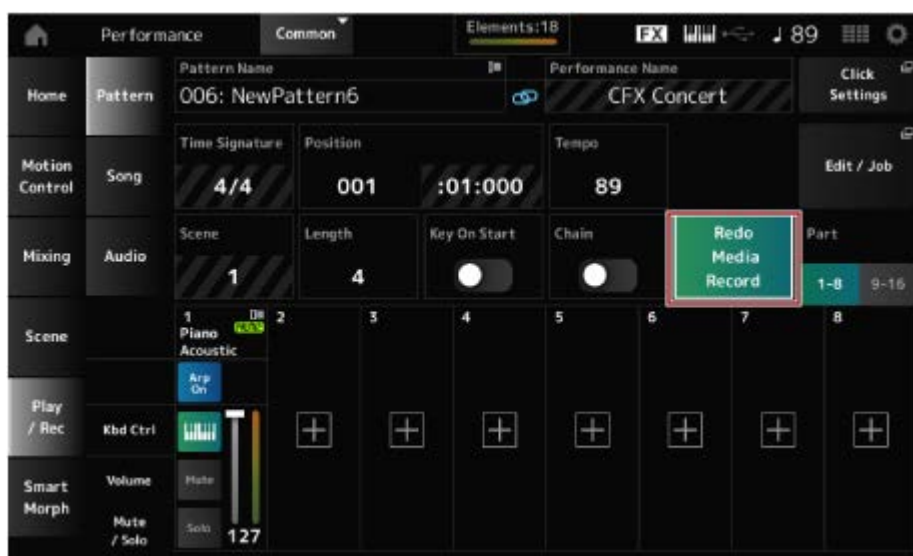 Performance
Common
Elements:18
FX
♩ 89
Home
Pattern
Pattern Name
006: NewPattern6
Performance Name
CFX Concert
Click
Settings
Motion
Control
Song
Time Signature
4/4
Position
001
:01:000
Tempo
89
Edit / Job
Mixing
Audio
Scene
1
Length
4
Key On Start
Chain
Redo
Media
Record
Part
1-8
9-16
Scene
1
2
3
4
5
6
7
8
Piano
Acoustic
Arp
On
Play
/ Rec
Kbd Ctrl
Smart
Morph
Volume
Mute
Mute
/ Solo
Solo
127